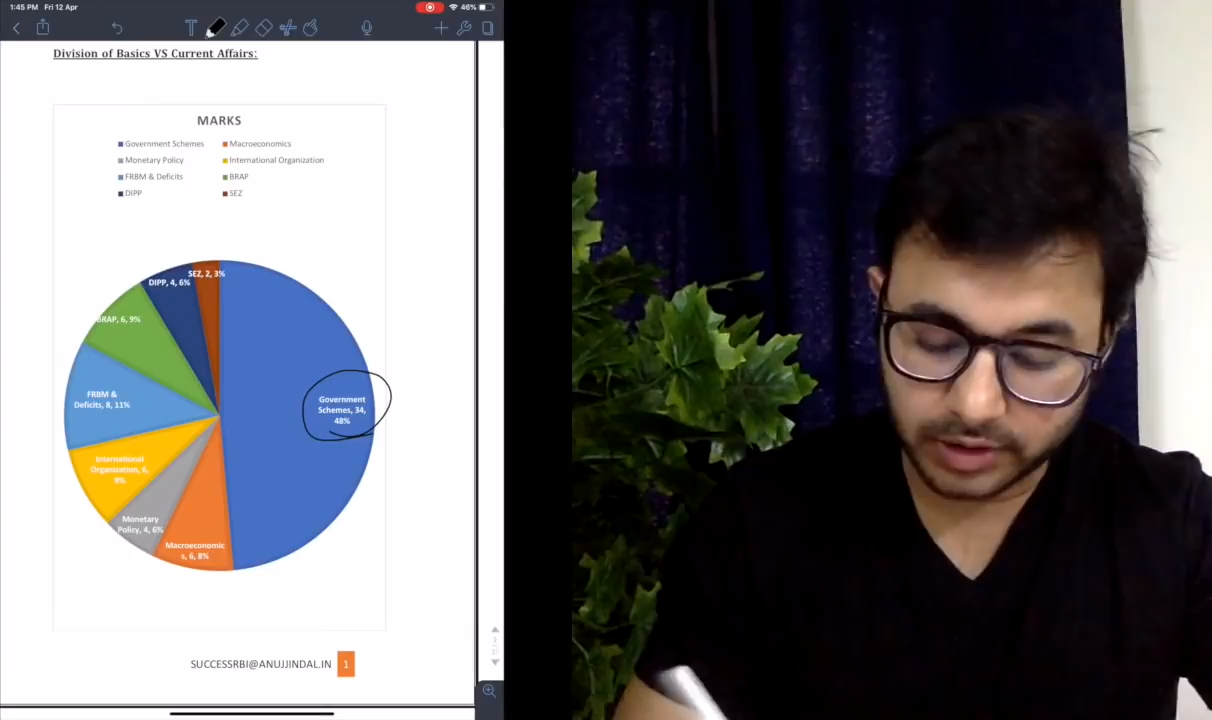 1:45 PM Fri 12 Apr
46%
T
Division of Basics VS Current Affairs:
MARKS
Government Schemes
Macroeconomics
Monetary Policy
International Organization
FRBM & Deficits
BRAP
DIPP
SEZ
SEZ, 2, 3%
DIPP, 4, 6%
BRAP, 6, 9%
FRBM &
Deficits, 8, 11%
Government
Schemes, 34,
48%
International
Organization, 6,
9%
Monetary
Policy, 4, 6%
Macroeconomic
s, 6, 8%
SUCCESSRBI@ANUJJINDAL.IN 1